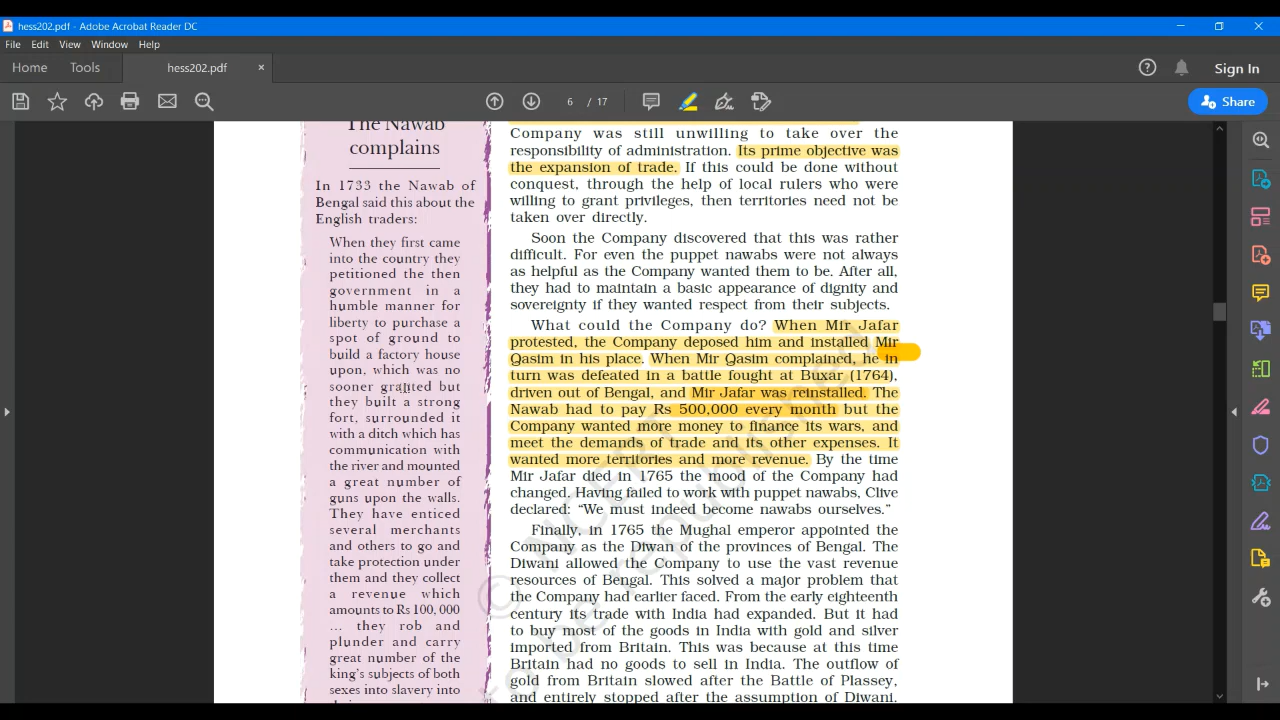 hess202.pdf - Adobe Acrobat Reader DC
File Edit View Window Help
Home Tools hess202.pdf × Sign In
6 / 17 Share
The Nawab
complains
In 1733 the Nawab of
Bengal said this about the
English traders:
When they first came
into the country they
petitioned the then
government in a
humble manner for
liberty to purchase a
spot of ground to
build a factory house
upon, which was no
sooner granted but
they built a strong
fort, surrounded it
with a ditch which has
communication with
the river and mounted
a great number of
guns upon the walls.
They have enticed
several merchants
and others to go and
take protection under
them and they collect
a revenue which
amounts to Rs 100, 000
... they rob and
plunder and carry
great number of the
king's subjects of both
sexes into slavery into
Company was still unwilling to take over the
responsibility of administration. Its prime objective was
the expansion of trade. If this could be done without
conquest, through the help of local rulers who were
willing to grant privileges, then territories need not be
taken over directly.
Soon the Company discovered that this was rather
difficult. For even the puppet nawabs were not always
as helpful as the Company wanted them to be. After all,
they had to maintain a basic appearance of dignity and
sovereignty if they wanted respect from their subjects.
What could the Company do? When Mir Jafar
protested, the Company deposed him and installed Mir
Qasim in his place. When Mir Qasim complained, he in
turn was defeated in a battle fought at Buxar (1764),
driven out of Bengal, and Mir Jafar was reinstalled. The
Nawab had to pay Rs 500,000 every month but the
Company wanted more money to finance its wars, and
meet the demands of trade and its other expenses. It
wanted more territories and more revenue. By the time
Mir Jafar died in 1765 the mood of the Company had
changed. Having failed to work with puppet nawabs, Clive
declared: “We must indeed become nawabs ourselves.”
Finally, in 1765 the Mughal emperor appointed the
Company as the Diwan of the provinces of Bengal. The
Diwani allowed the Company to use the vast revenue
resources of Bengal. This solved a major problem that
the Company had earlier faced. From the early eighteenth
century its trade with India had expanded. But it had
to buy most of the goods in India with gold and silver
imported from Britain. This was because at this time
Britain had no goods to sell in India. The outflow of
gold from Britain slowed after the Battle of Plassey,
and entirely stopped after the assumption of Diwani.
© NCERT
to be republished